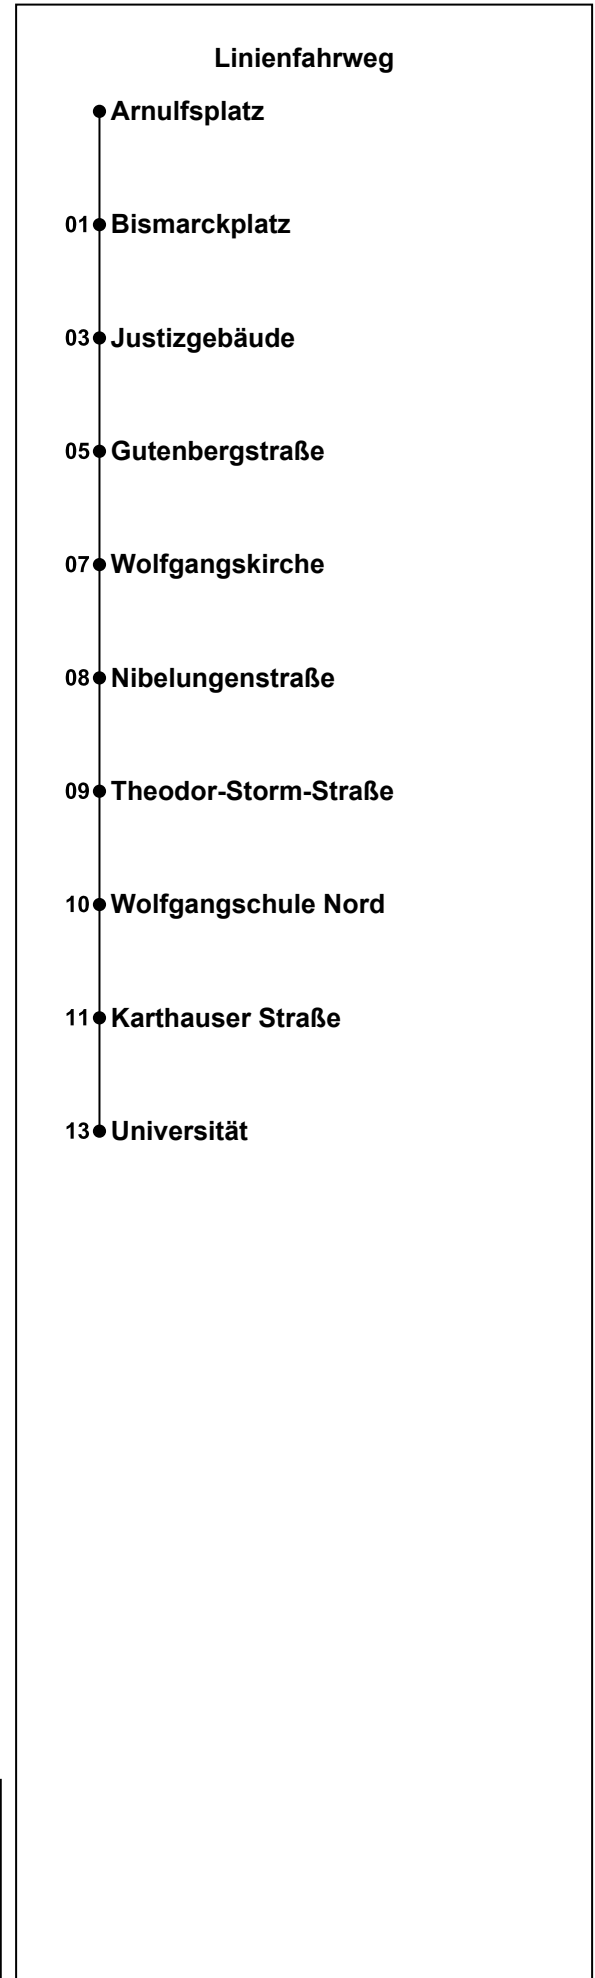 Linienfahrweg
Arnulfsplatz
01 Bismarckplatz
03 Justizgebäude
05 Gutenbergstraße
07 Wolfgangskirche
08 Nibelungenstraße
09 Theodor-Storm-Straße
10 Wolfgangschule Nord
11 Karthauser Straße
13 Universität